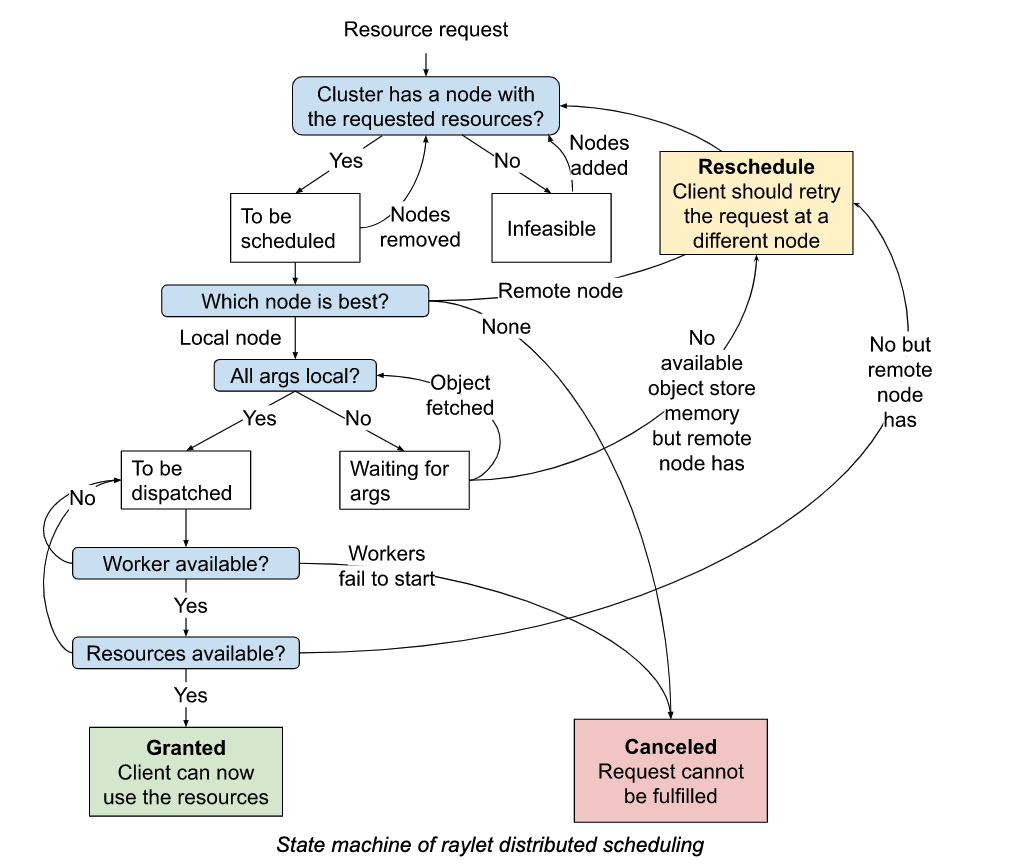 Resource request
Cluster has a node with
the requested resources?
Yes
No
Nodes
added
Reschedule
Client should retry
the request at a
different node
To be
scheduled
Nodes
removed
Infeasible
Which node is best?
Remote node
None
Local node
All args local?
Object
fetched
No
available
object store
memory
but remote
node has
No but
remote
node
has
Yes
No
To be
dispatched
Waiting for
args
No
Worker available?
Workers
fail to start
Yes
Resources available?
Yes
Granted
Client can now
use the resources
Canceled
Request cannot
be fulfilled
State machine of raylet distributed scheduling